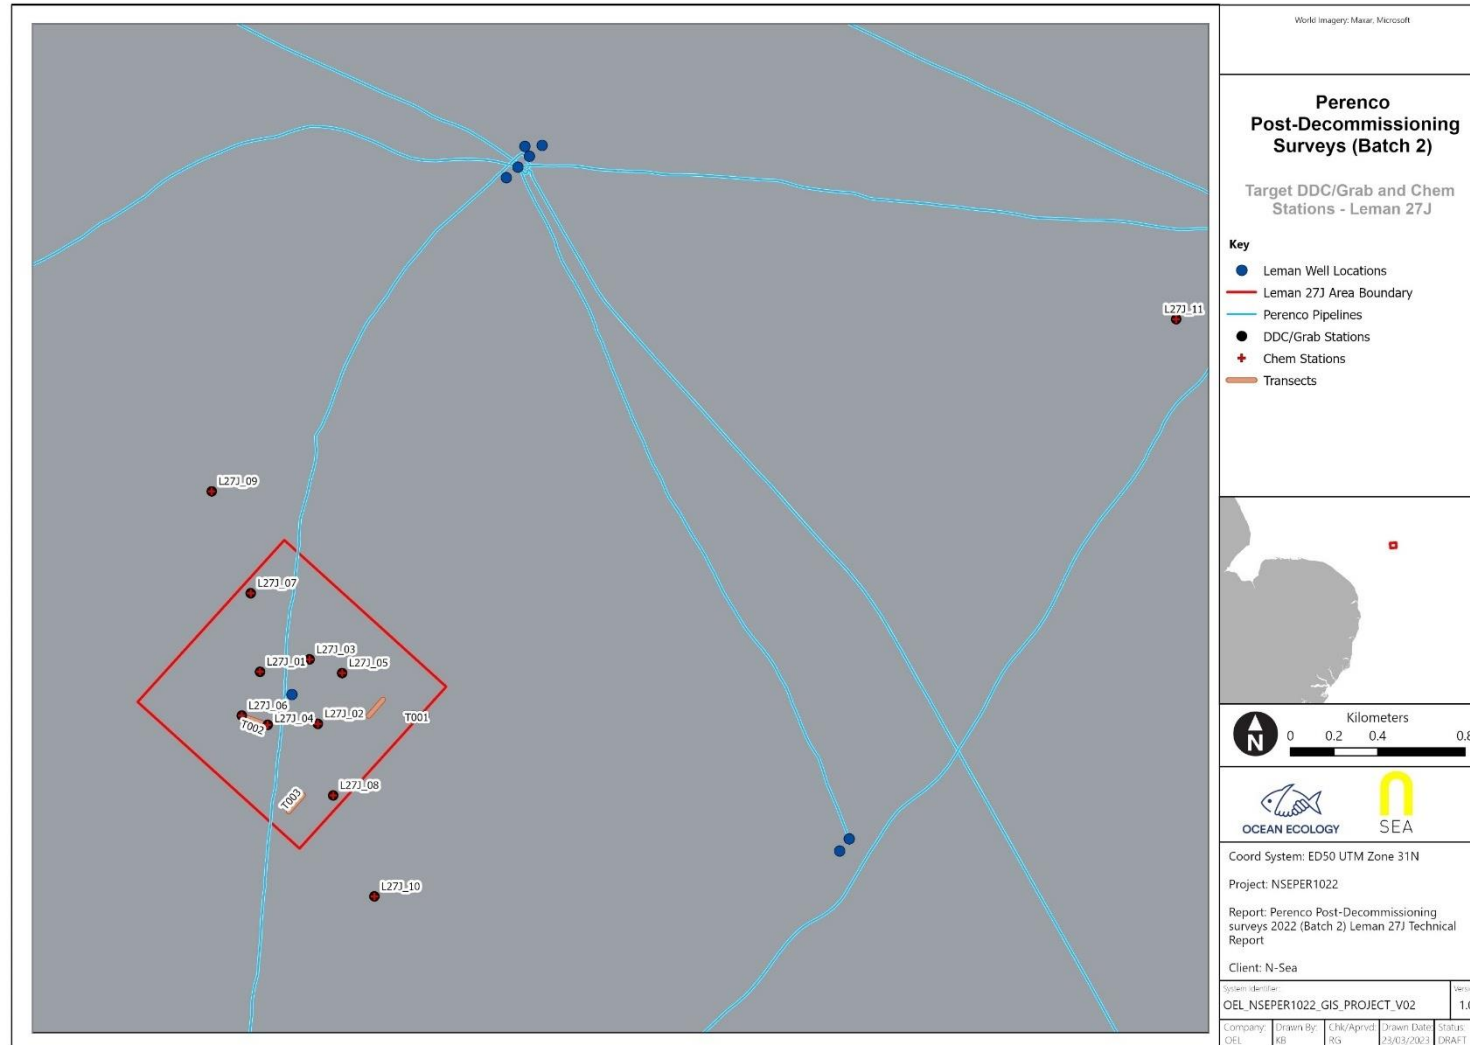 World Imagery: Maxar, Microsoft
Perenco
Post-Decommissioning
Surveys (Batch 2)
Target DDC/Grab and Chem
Stations - Leman 27J
Key
Leman Well Locations
Leman 27J Area Boundary
Perenco Pipelines
DDC/Grab Stations
Chem Stations
Transects
L27J_11
L27J_09
L27J_07
L27J_03
L27J_01
L27J_05
L27J_06
L27J_04
L27J_02
T001
T002
T003
L27J_08
L27J_10
N
Kilometers
0 0.2 0.4 0.8
OCEAN ECOLOGY
n
SEA
Coord System: ED50 UTM Zone 31N
Project: NSEPER1022
Report: Perenco Post-Decommissioning
surveys 2022 (Batch 2) Leman 27J Technical
Report
Client: N-Sea
System Identifier:
OEL_NSEPER1022_GIS_PROJECT_V02
1.0
Company: Drawn By: Chk/Aprvd: Drawn Date: Status:
OEL KB RG 23/03/2023 DRAFT